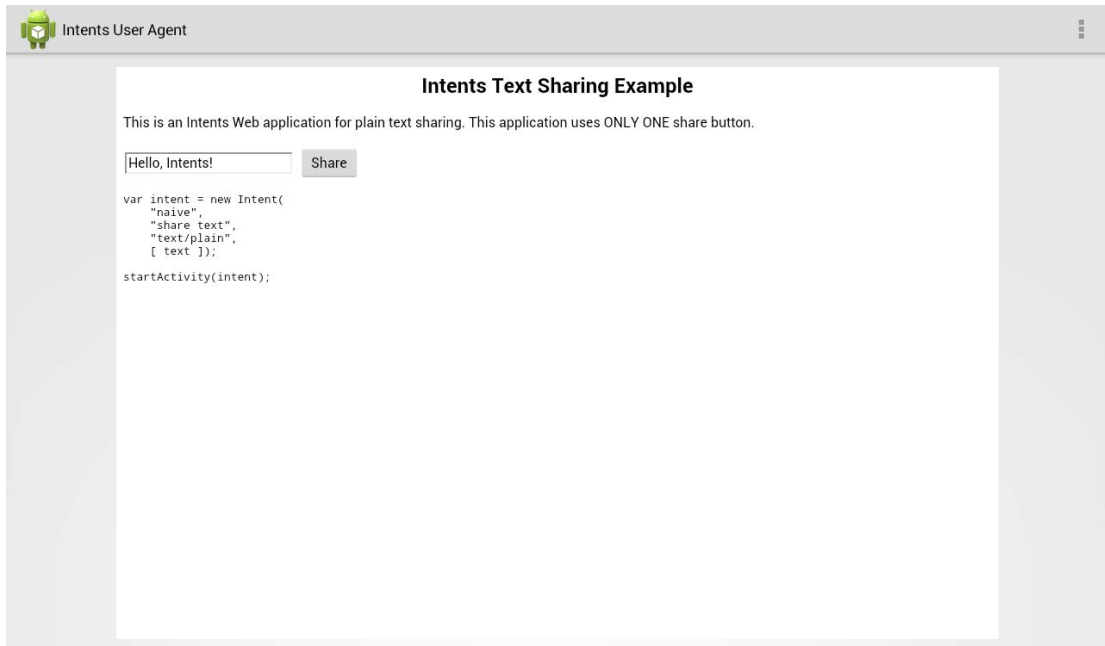 Intents User Agent
Intents Text Sharing Example
This is an Intents Web application for plain text sharing. This application uses ONLY ONE share button.
Hello, Intents! Share
var intent = new Intent(
    "naive",
    "share text",
    "text/plain",
    [ text ]);
startActivity(intent);